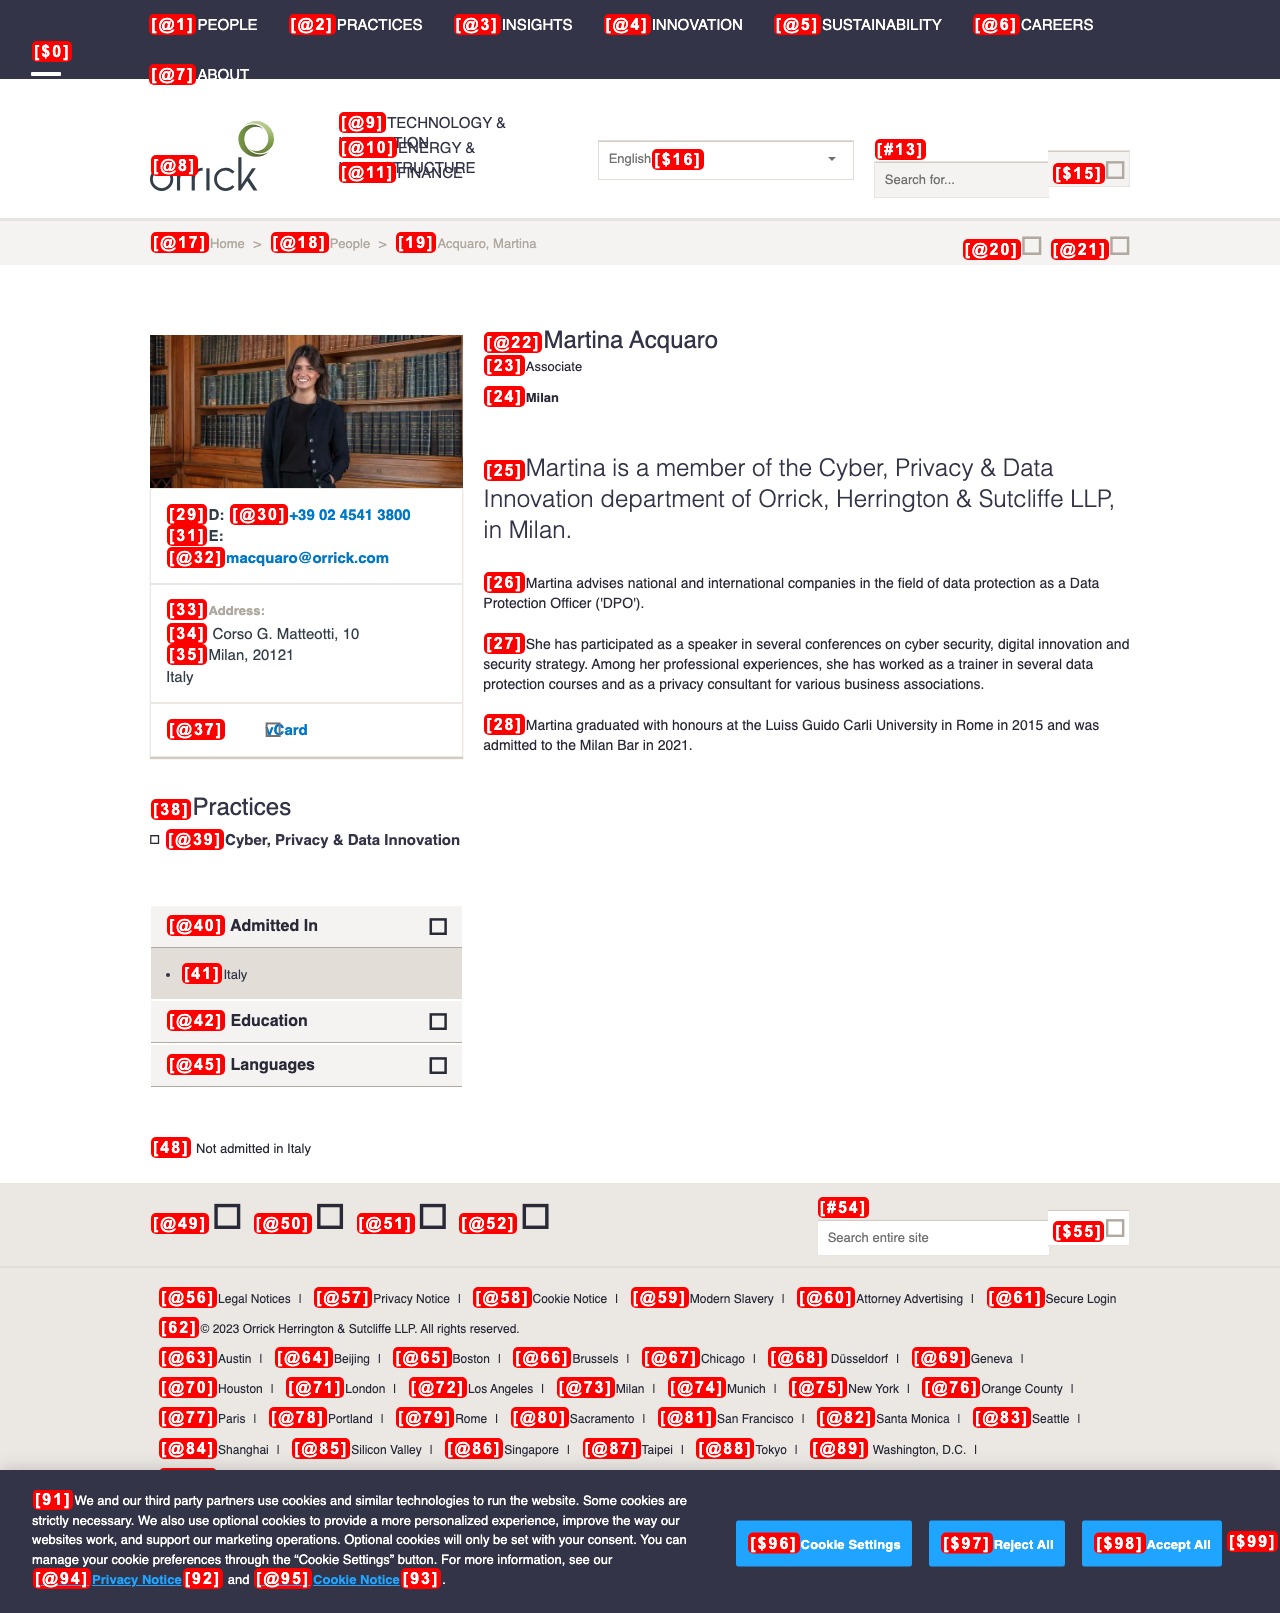 [@1] PEOPLE [@2] PRACTICES [@3] INSIGHTS [@4] INNOVATION [@5] SUSTAINABILITY [@6] CAREERS
[$0]
[@7] ABOUT
[@8] orrick
[@9] TECHNOLOGY &
[@10] ENERGY &
[@11] FINANCE
English [$16]
[#13]
Search for...
[$15]
[@17] Home > [@18] People > [19] Acquaro, Martina
[@20] [@21]
[@22] Martina Acquaro
[23] Associate
[24] Milan
[25] Martina is a member of the Cyber, Privacy & Data
Innovation department of Orrick, Herrington & Sutcliffe LLP,
in Milan.
[26] Martina advises national and international companies in the field of data protection as a Data
Protection Officer ('DPO').
[27] She has participated as a speaker in several conferences on cyber security, digital innovation and
security strategy. Among her professional experiences, she has worked as a trainer in several data
protection courses and as a privacy consultant for various business associations.
[28] Martina graduated with honours at the Luiss Guido Carli University in Rome in 2015 and was
admitted to the Milan Bar in 2021.
[29] D: [@30] +39 02 4541 3800
[31] E:
[@32] macquaro@orrick.com
[33] Address:
[34] Corso G. Matteotti, 10
[35] Milan, 20121
Italy
[@37] vCard
[38] Practices
[@39] Cyber, Privacy & Data Innovation
[@40] Admitted In
• [41] Italy
[@42] Education
[@45] Languages
[48] Not admitted in Italy
[@49] [@50] [@51] [@52]
[#54]
Search entire site
[$55]
[@56] Legal Notices | [@57] Privacy Notice | [@58] Cookie Notice | [@59] Modern Slavery | [@60] Attorney Advertising | [@61] Secure Login
[62] © 2023 Orrick Herrington & Sutcliffe LLP. All rights reserved.
[@63] Austin | [@64] Beijing | [@65] Boston | [@66] Brussels | [@67] Chicago | [@68] Düsseldorf | [@69] Geneva |
[@70] Houston | [@71] London | [@72] Los Angeles | [@73] Milan | [@74] Munich | [@75] New York | [@76] Orange County |
[@77] Paris | [@78] Portland | [@79] Rome | [@80] Sacramento | [@81] San Francisco | [@82] Santa Monica | [@83] Seattle |
[@84] Shanghai | [@85] Silicon Valley | [@86] Singapore | [@87] Taipei | [@88] Tokyo | [@89] Washington, D.C. |
[91] We and our third party partners use cookies and similar technologies to run the website. Some cookies are
strictly necessary. We also use optional cookies to provide a more personalized experience, improve the way our
websites work, and support our marketing operations. Optional cookies will only be set with your consent. You can
manage your cookie preferences through the “Cookie Settings” button. For more information, see our
[@94] Privacy Notice [92] and [@95] Cookie Notice [93] .
[$96] Cookie Settings [$97] Reject All [$98] Accept All [$99]